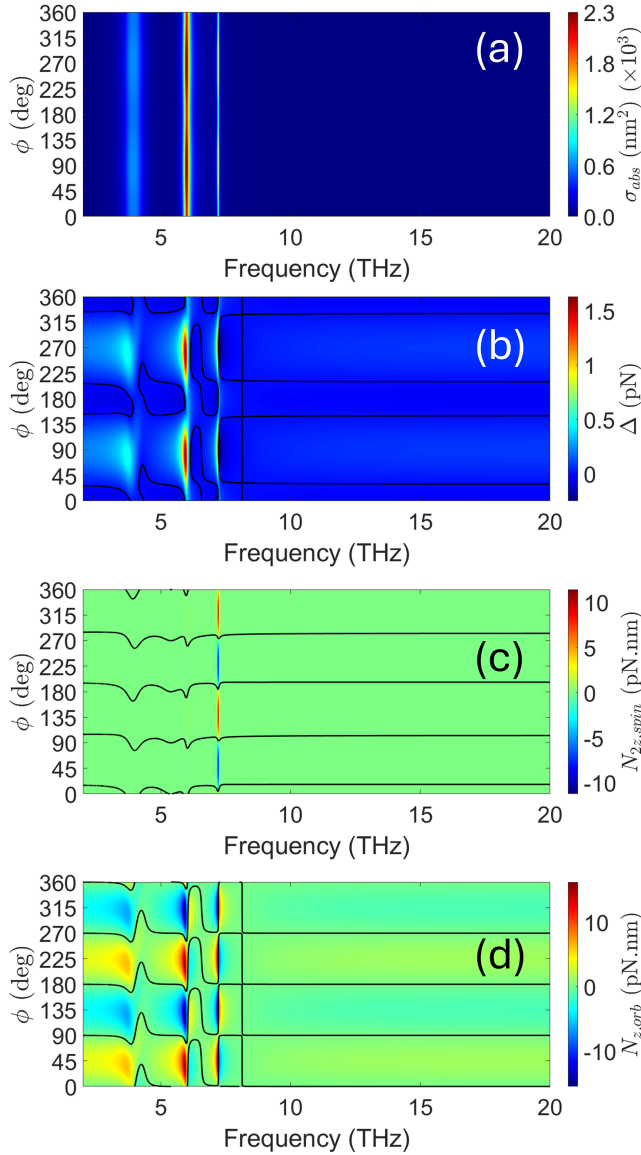 (a)
360
315
270
225
180
135
90
45
0
ϕ (deg)
5 10 15 20
Frequency (THz)
2.3
1.8
1.2
0.6
0.0
σabs (nm²) (×10³)
(b)
360
315
270
225
180
135
90
45
0
ϕ (deg)
5 10 15 20
Frequency (THz)
1.5
1
0.5
0
Δ (pN)
(c)
360
315
270
225
180
135
90
45
0
ϕ (deg)
5 10 15 20
Frequency (THz)
10
5
0
-5
-10
N2z.spin (pN.nm)
(d)
360
315
270
225
180
135
90
45
0
ϕ (deg)
5 10 15 20
Frequency (THz)
10
0
-10
Nz.orb (pN.nm)